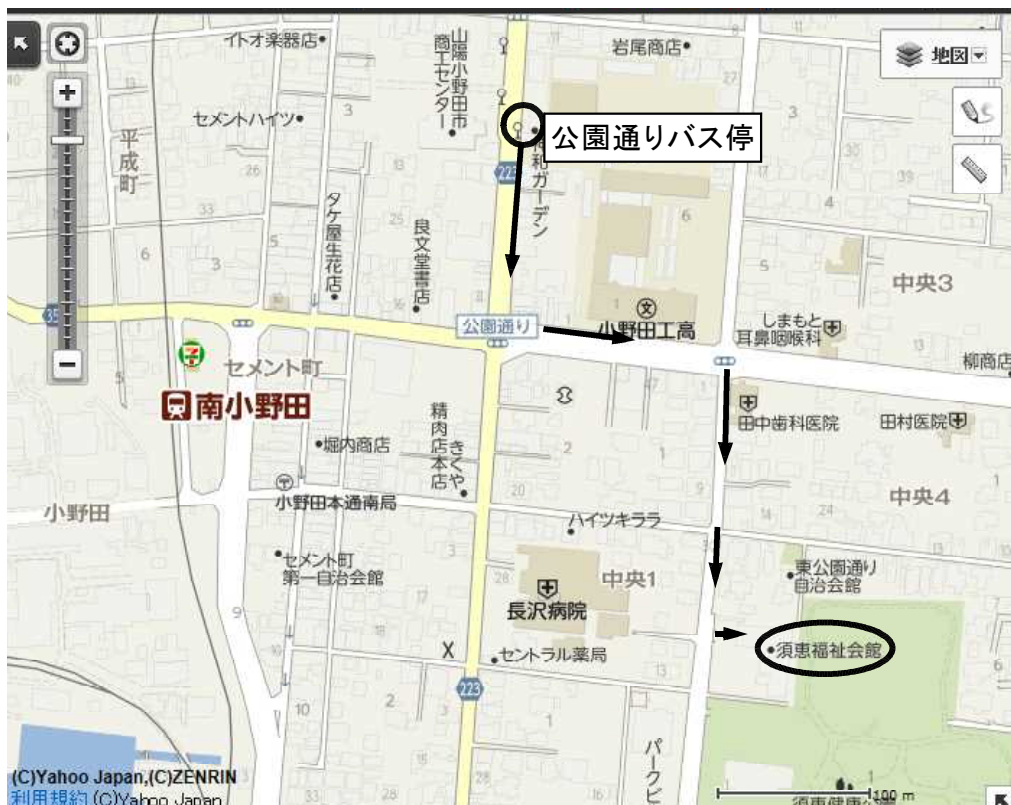 イトオ楽器店
山陽小野田市
商工センター
岩尾商店
地図
セメントハイツ
公園通りバス停
平成町
223
タケ屋生花店
良文堂書店
中央3
公園通り
小野田工高
しまもと
耳鼻咽喉科
柳商店
セメント町
南小野田
田中歯科医院
田村医院
堀内商店
精肉店本店
きくや
小野田本通南局
小野田
中央4
ハイツキララ
セメント町
第一自治会館
中央1
東公園通り
自治会館
長沢病院
須恵福祉会館
セントラル薬局
223
パークビ
(C)Yahoo Japan,(C)ZENRIN
利用規約 (C)Yahoo Japan
100 m